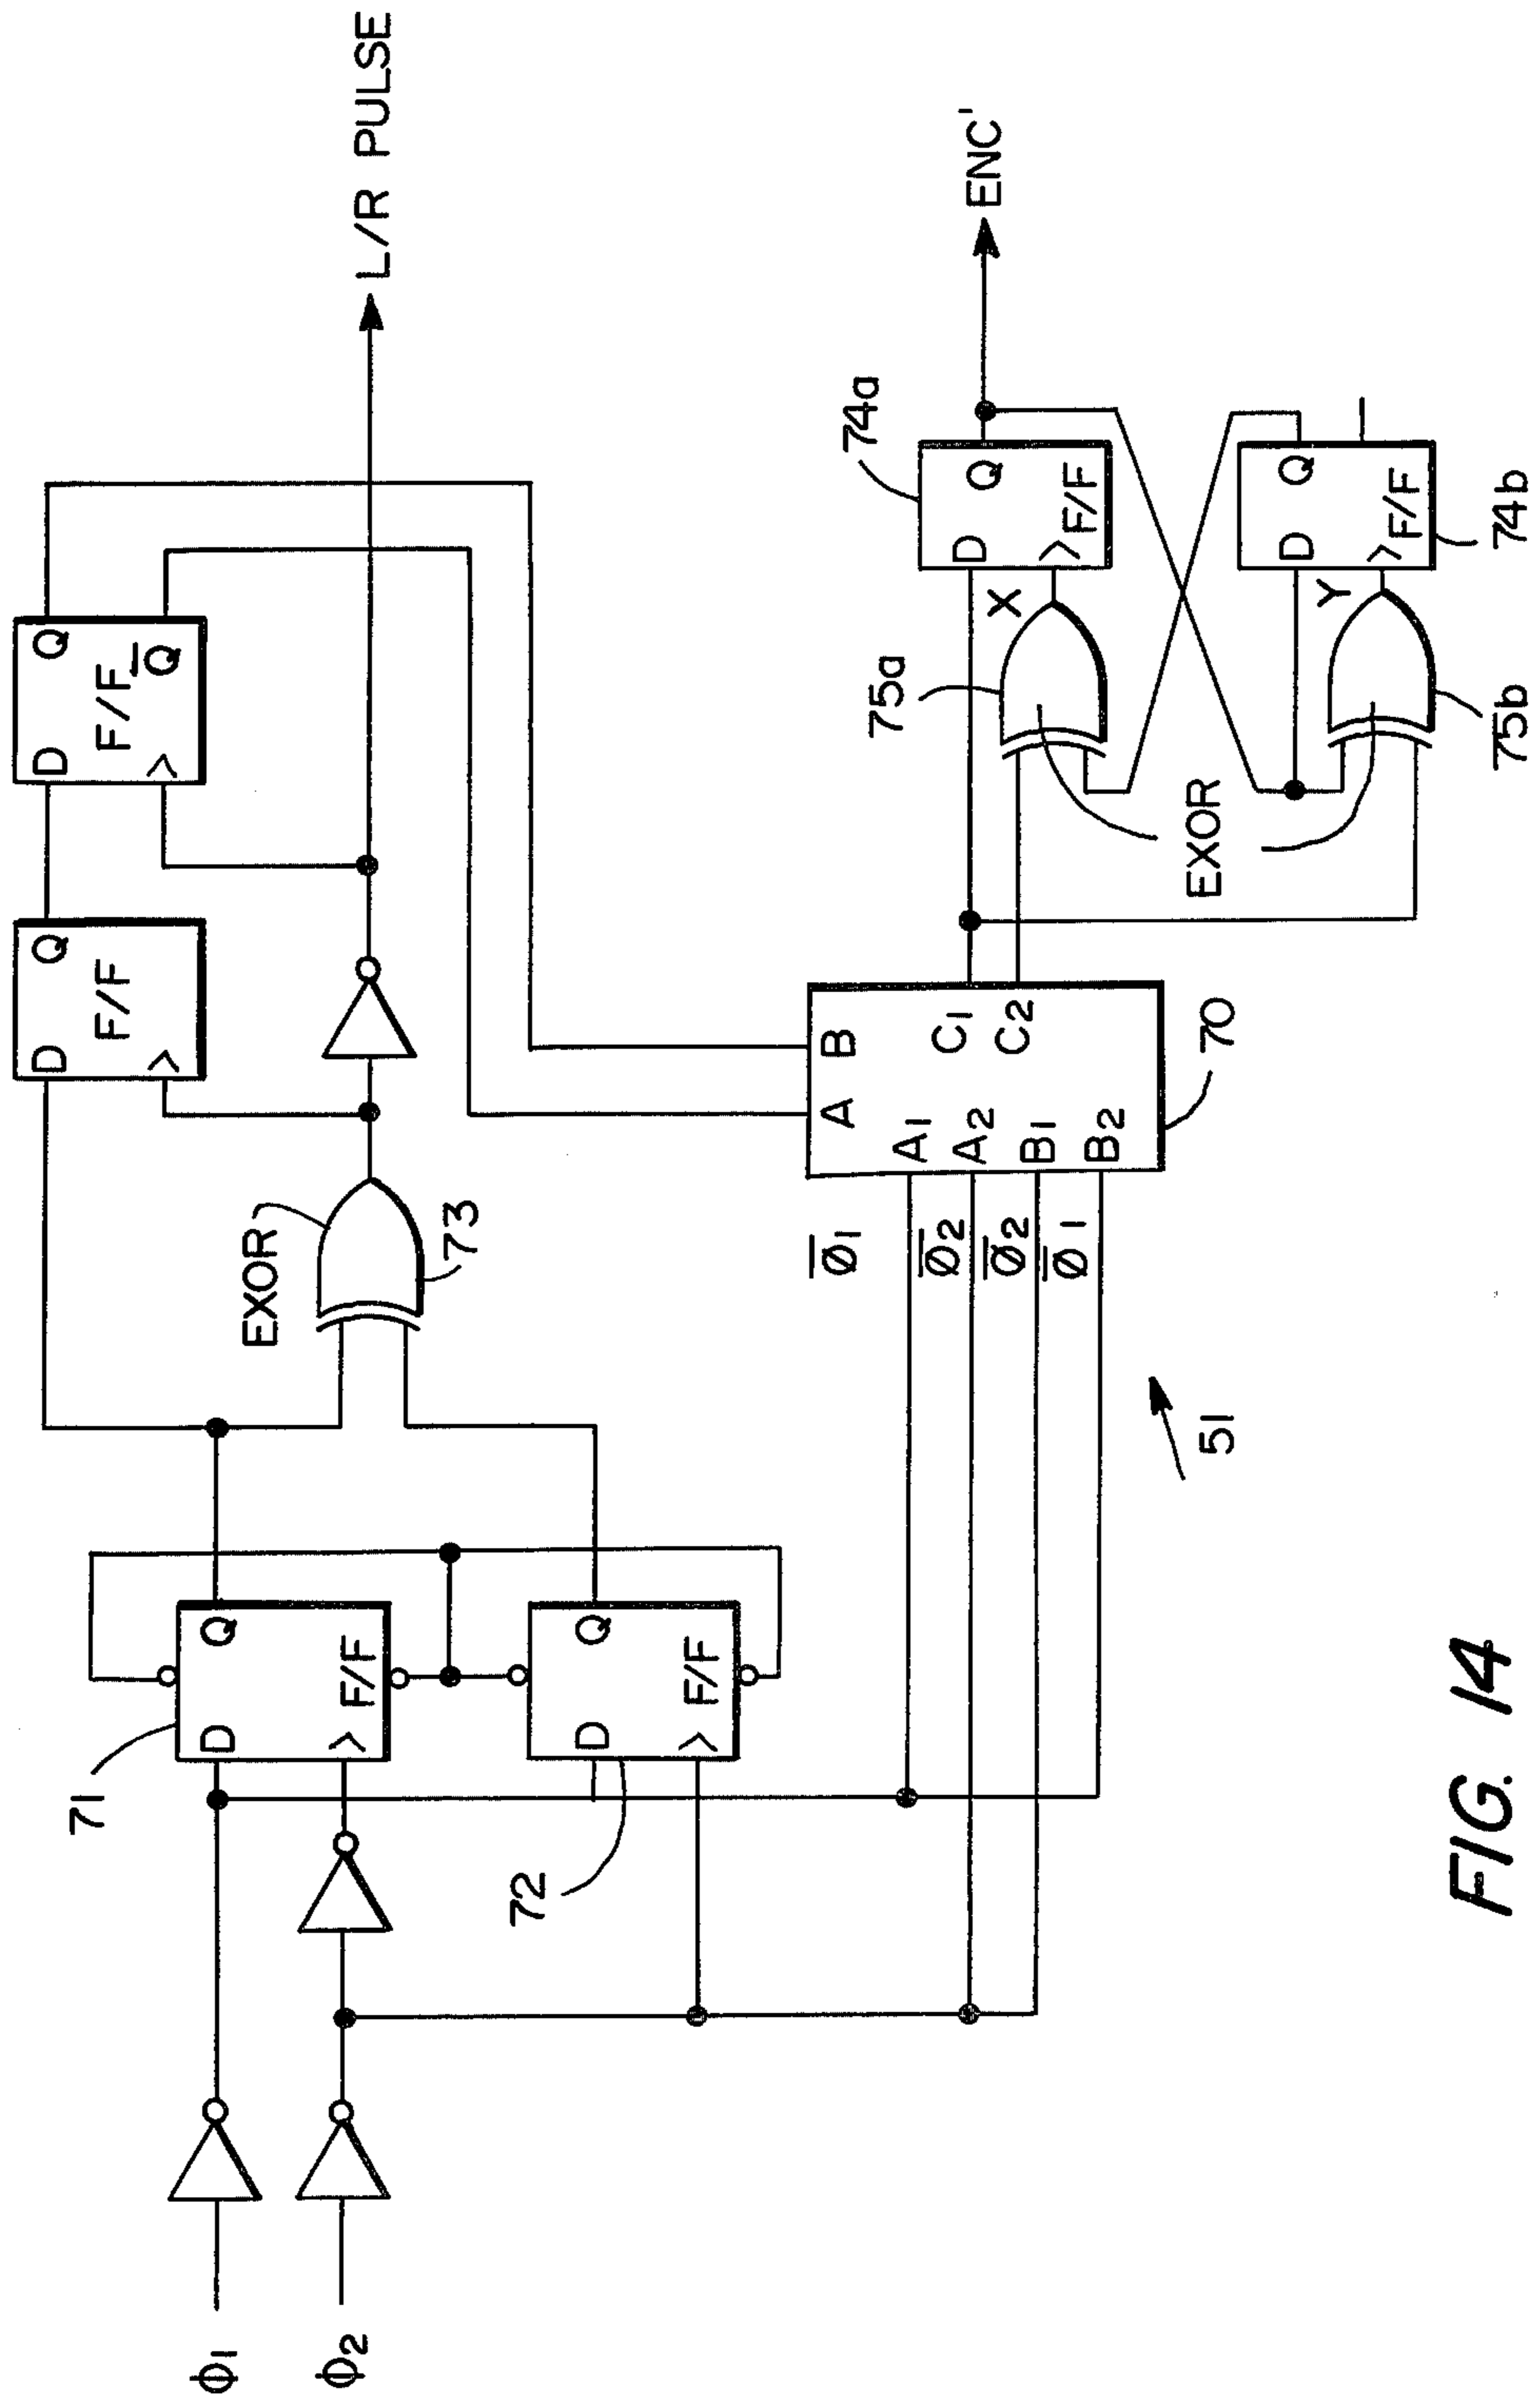 ϕ1
ϕ2
71
D
Q
F/F
72
D
Q
F/F
EXOR
73
D
Q
F/F
D
Q
F/F
Q̅
L/R PULSE
51
Ø̅1
Ø̅2
Ø̅2
Ø̅1
A
B
A1
A2
B1
B2
C1
C2
70
EXOR
75a
X
75b
Y
74a
D
Q
F/F
74b
D
Q
F/F
ENC'
FIG. 14